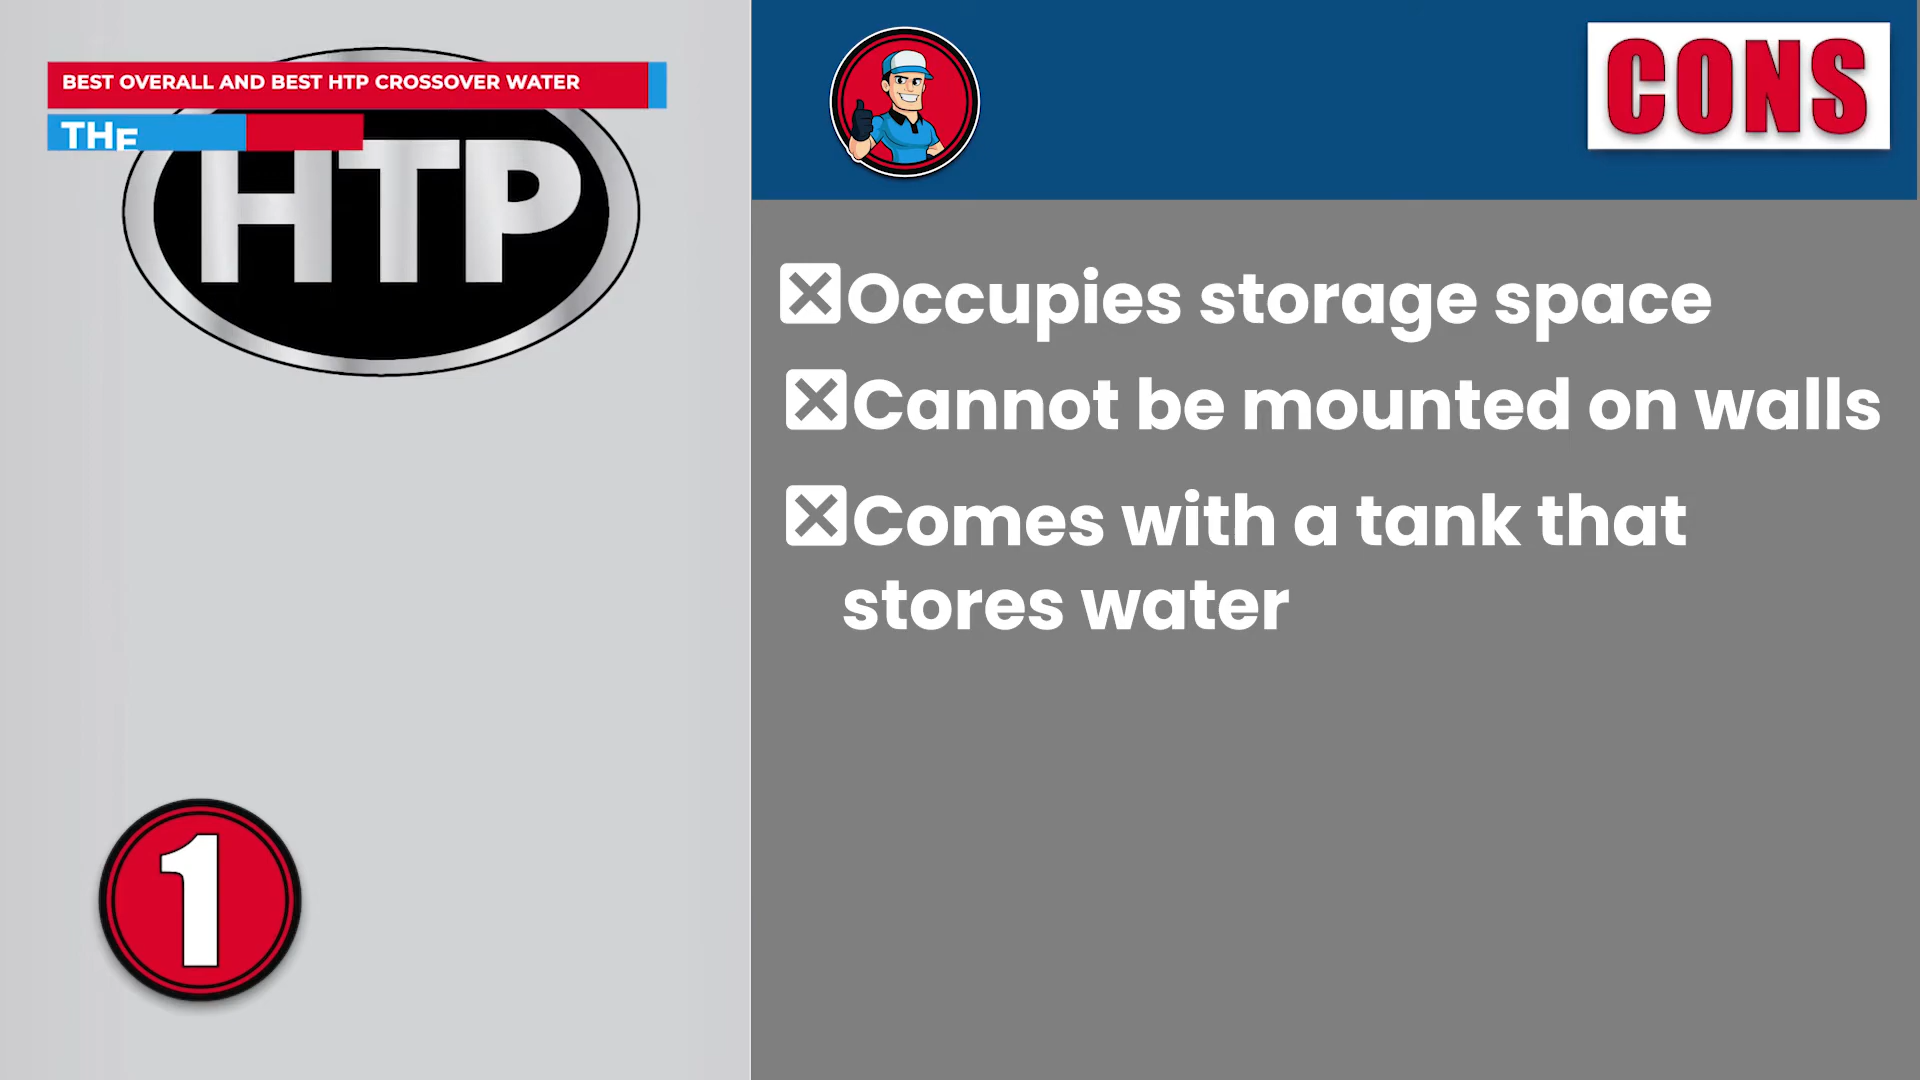 BEST OVERALL AND BEST HTP CROSSOVER WATER
THE
HTP
1
CONS
Occupies storage space
Cannot be mounted on walls
Comes with a tank that
stores water